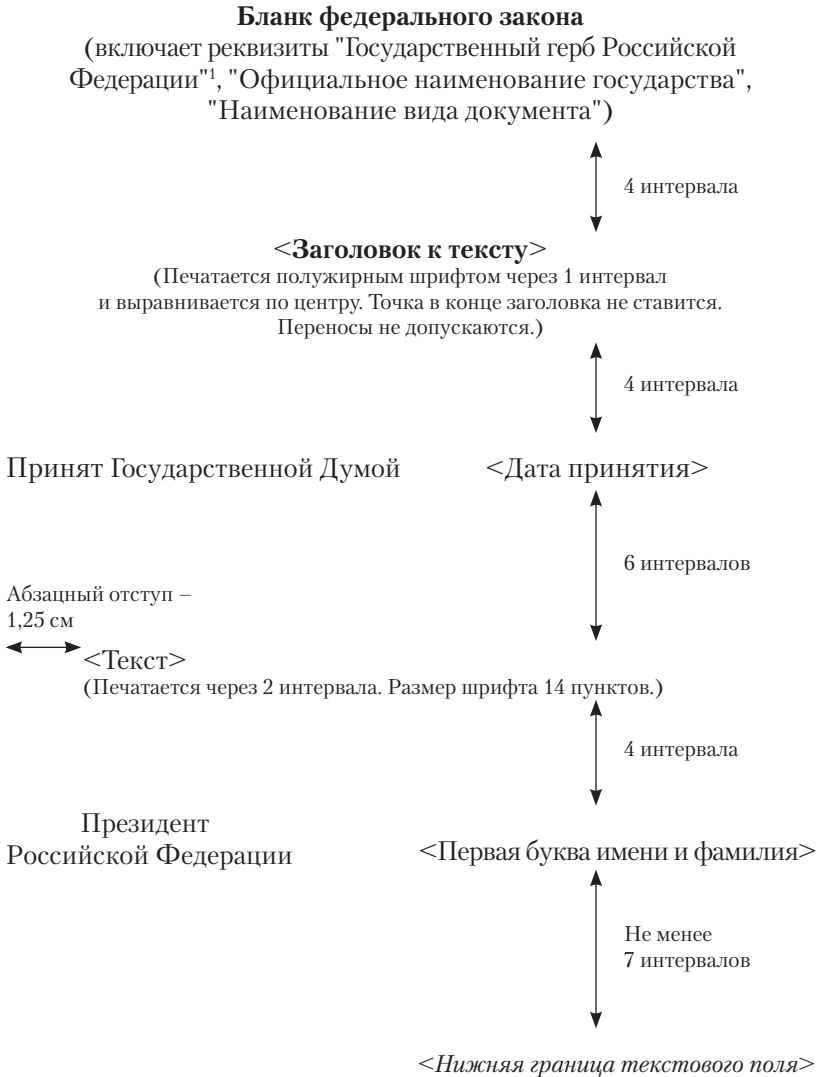 Бланк федерального закона
(включает реквизиты "Государственный герб Российской
Федерации"¹, "Официальное наименование государства",
"Наименование вида документа")
4 интервала
<Заголовок к тексту>
(Печатается полужирным шрифтом через 1 интервал
и выравнивается по центру. Точка в конце заголовка не ставится.
Переносы не допускаются.)
4 интервала
Принят Государственной Думой <Дата принятия>
6 интервалов
Абзацный отступ –
1,25 см
<Текст>
(Печатается через 2 интервала. Размер шрифта 14 пунктов.)
4 интервала
Президент
Российской Федерации <Первая буква имени и фамилия>
Не менее
7 интервалов
<Нижняя граница текстового поля>